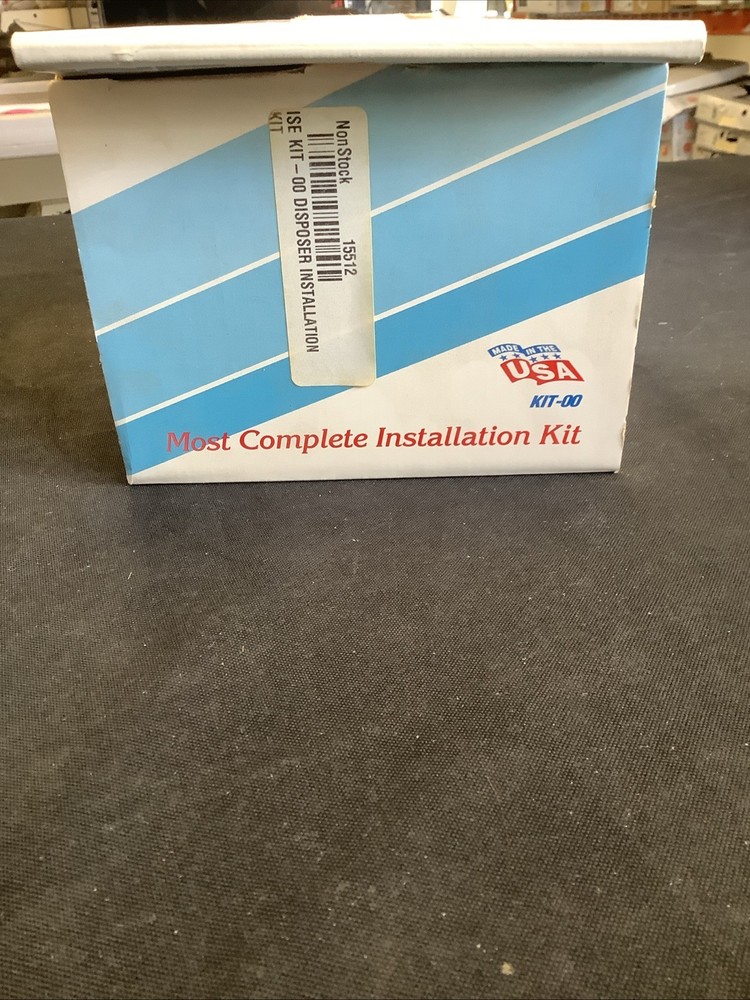 NonStock
15512
ISE KIT-00 DISPOSER INSTALLATION
KIT
MADE IN THE
USA
KIT-00
Most Complete Installation Kit